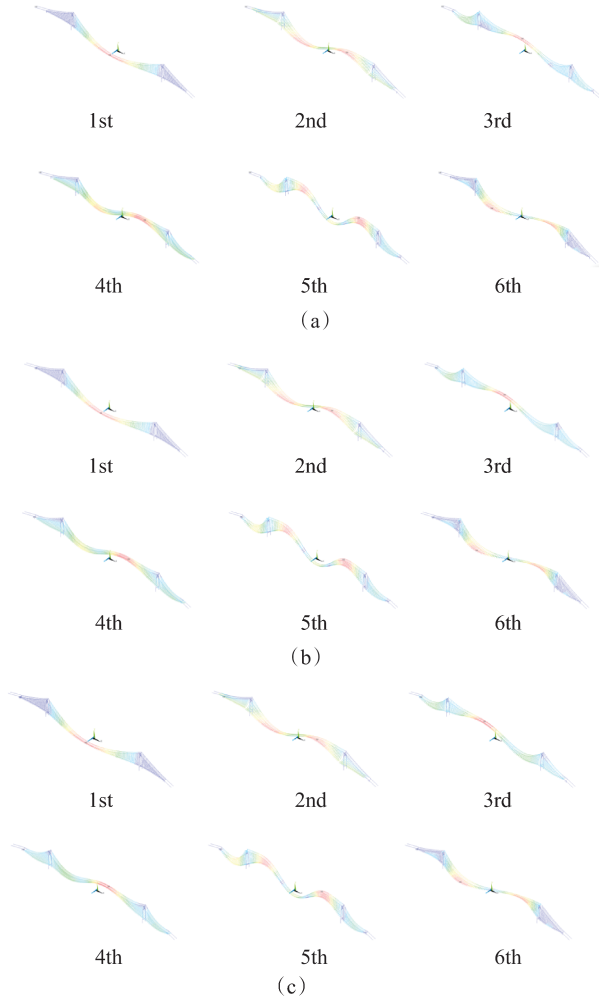 1st 2nd 3rd
4th 5th 6th
（a）
1st 2nd 3rd
4th 5th 6th
（b）
1st 2nd 3rd
4th 5th 6th
（c）